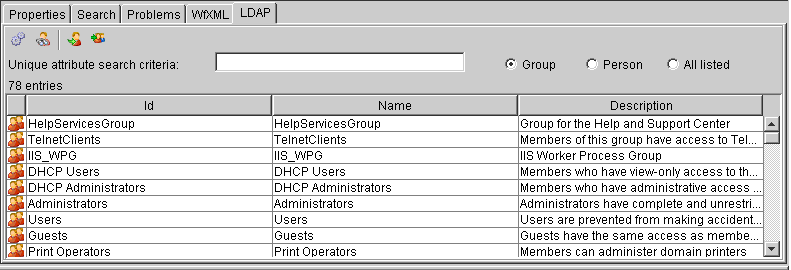 Properties Search Problems WfXML LDAP
Unique attribute search criteria: Group Person All listed
78 entries
Id Name Description
HelpServicesGroup HelpServicesGroup Group for the Help and Support Center
TelnetClients TelnetClients Members of this group have access to Tel...
IIS_WPG IIS_WPG IIS Worker Process Group
DHCP Users DHCP Users Members who have view-only access to th...
DHCP Administrators DHCP Administrators Members who have administrative access ...
Administrators Administrators Administrators have complete and unrestri...
Users Users Users are prevented from making accident...
Guests Guests Guests have the same access as membe...
Print Operators Print Operators Members can administer domain printers